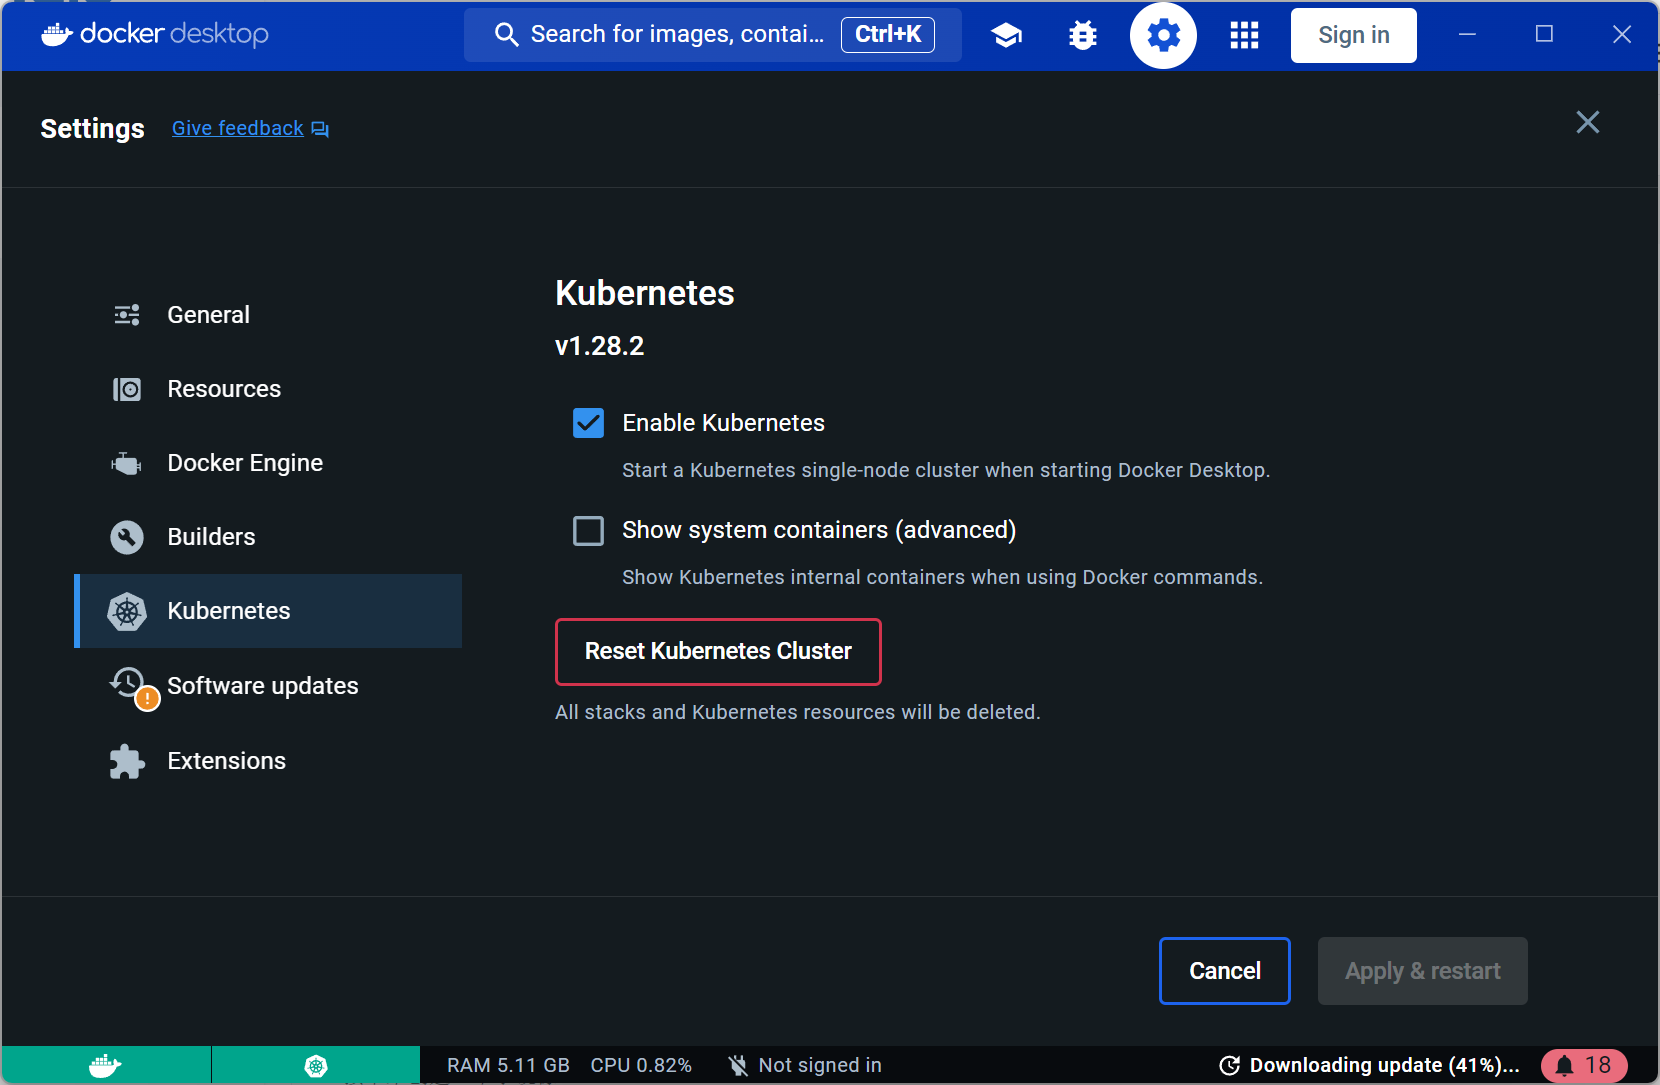 docker desktop
Search for images, contai...
Ctrl+K
Sign in
Settings
Give feedback
General
Resources
Docker Engine
Builders
Kubernetes
Software updates
Extensions
Kubernetes
v1.28.2
Enable Kubernetes
Start a Kubernetes single-node cluster when starting Docker Desktop.
Show system containers (advanced)
Show Kubernetes internal containers when using Docker commands.
Reset Kubernetes Cluster
All stacks and Kubernetes resources will be deleted.
Cancel
Apply & restart
RAM 5.11 GB
CPU 0.82%
Not signed in
Downloading update (41%)...
18